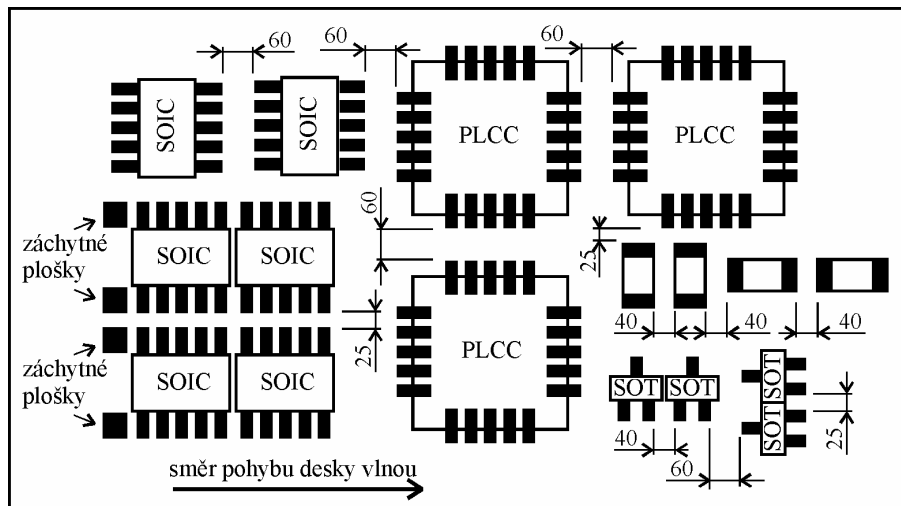 60
60
60
SOIC
SOIC
PLCC
PLCC
60
záchytné
plošky
SOIC
SOIC
25
40
40
40
25
záchytné
plošky
SOIC
SOIC
PLCC
SOT
SOT
SOT
SOT
25
40
60
směr pohybu desky vlnou